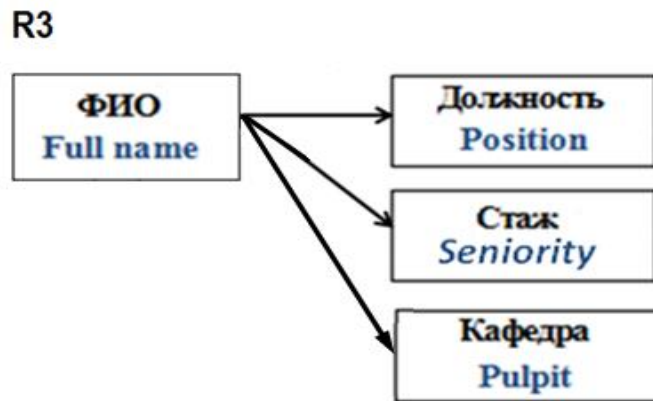 R3
ФИО
Full name
Должность
Position
Стаж
Seniority
Кафедра
Pulpit